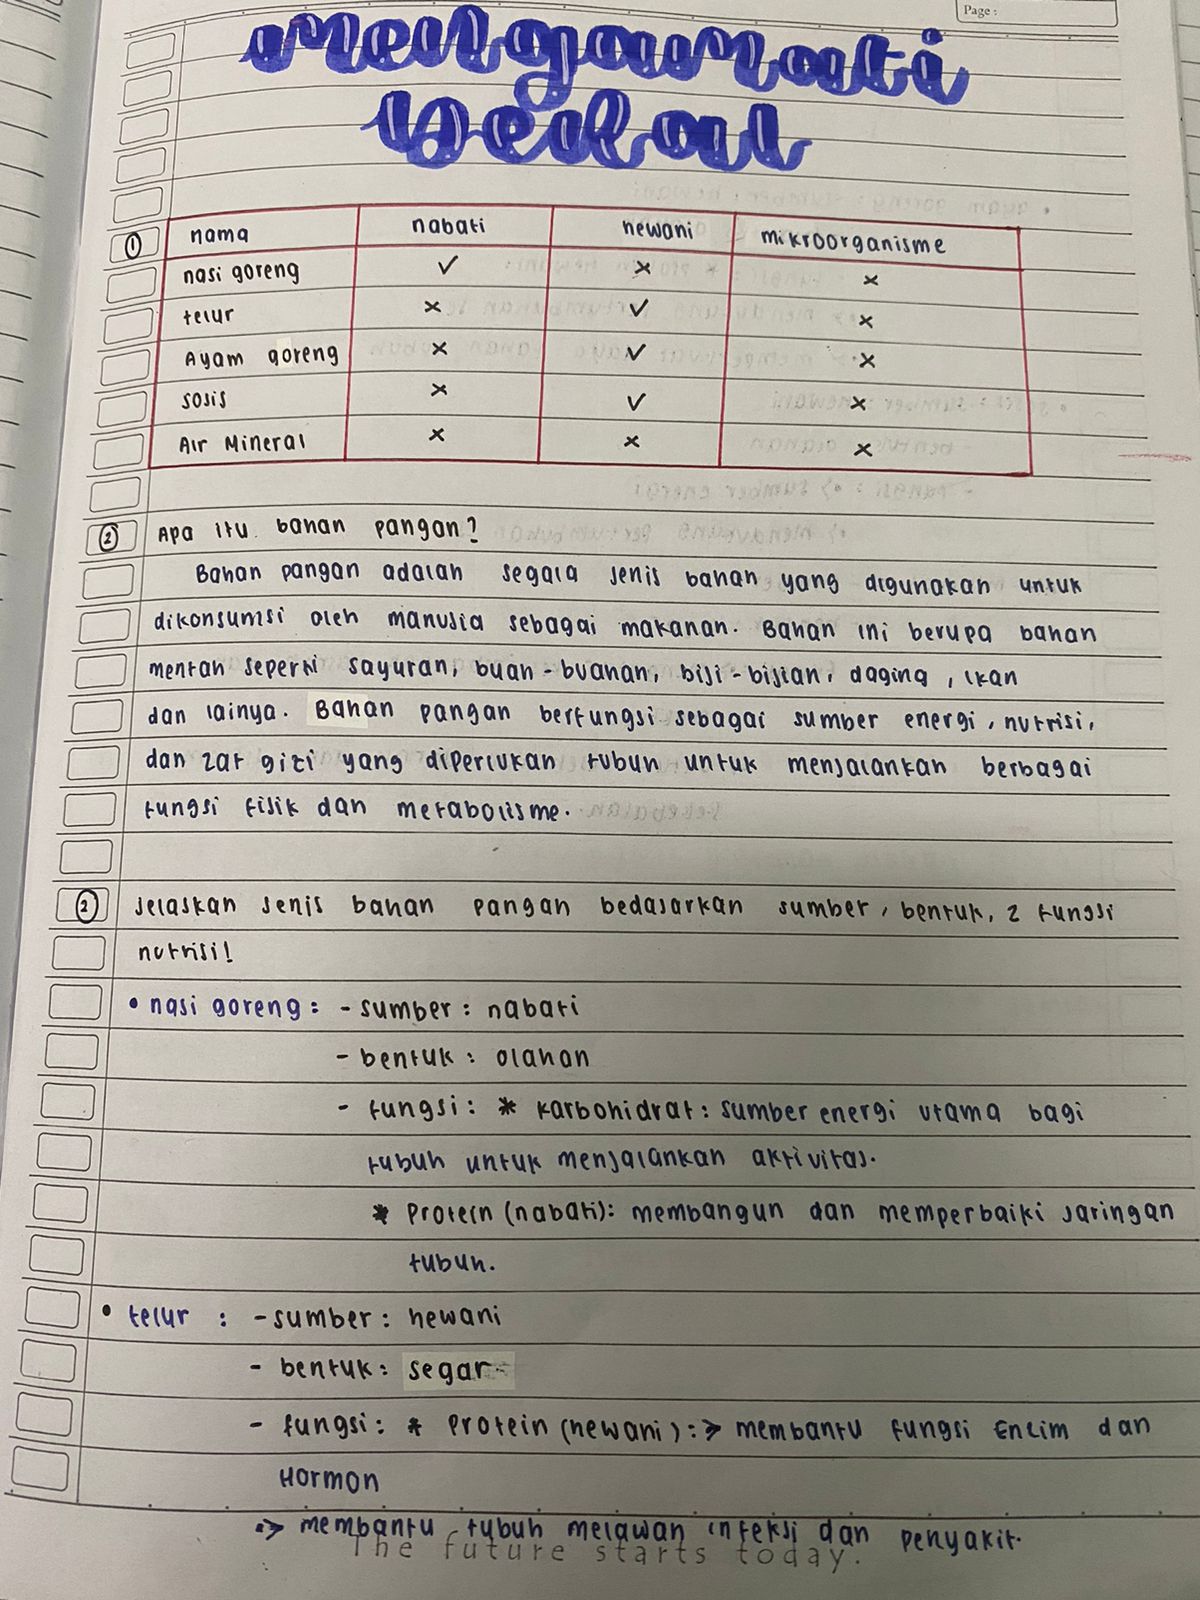 Page :
Mengamati
Bekal
① nama nabati hewani mikroorganisme
nasi goreng ✓ × ×
telur × ✓ ×
Ayam goreng × ✓ ×
sosis × ✓ ×
Air Mineral × × ×
② Apa itu bahan pangan?
Bahan pangan adalah segala jenis bahan yang digunakan untuk
dikonsumsi oleh manusia sebagai makanan. Bahan ini berupa bahan
mentah seperti sayuran, buah-buahan, biji-bijian, daging, ikan
dan lainya. Bahan pangan berfungsi sebagai sumber energi, nutrisi,
dan zat gizi yang diperlukan tubuh untuk menjalankan berbagai
fungsi fisik dan metabolisme.
② Jelaskan Jenis bahan pangan bedasarkan sumber, bentuk, 2 fungsi
nutrisi!
• nasi goreng : - sumber : nabati
- bentuk : olahan
- fungsi : * karbohidrat : sumber energi utama bagi
tubuh untuk menjalankan aktivitas.
* Protein (nabati) : membangun dan memperbaiki jaringan
tubuh.
• telur : - sumber : hewani
- bentuk : segar
- fungsi : * Protein (hewani) : => membantu fungsi Enzim dan
Hormon
=> membantu tubuh melawan infeksi dan penyakit.
The future starts today.